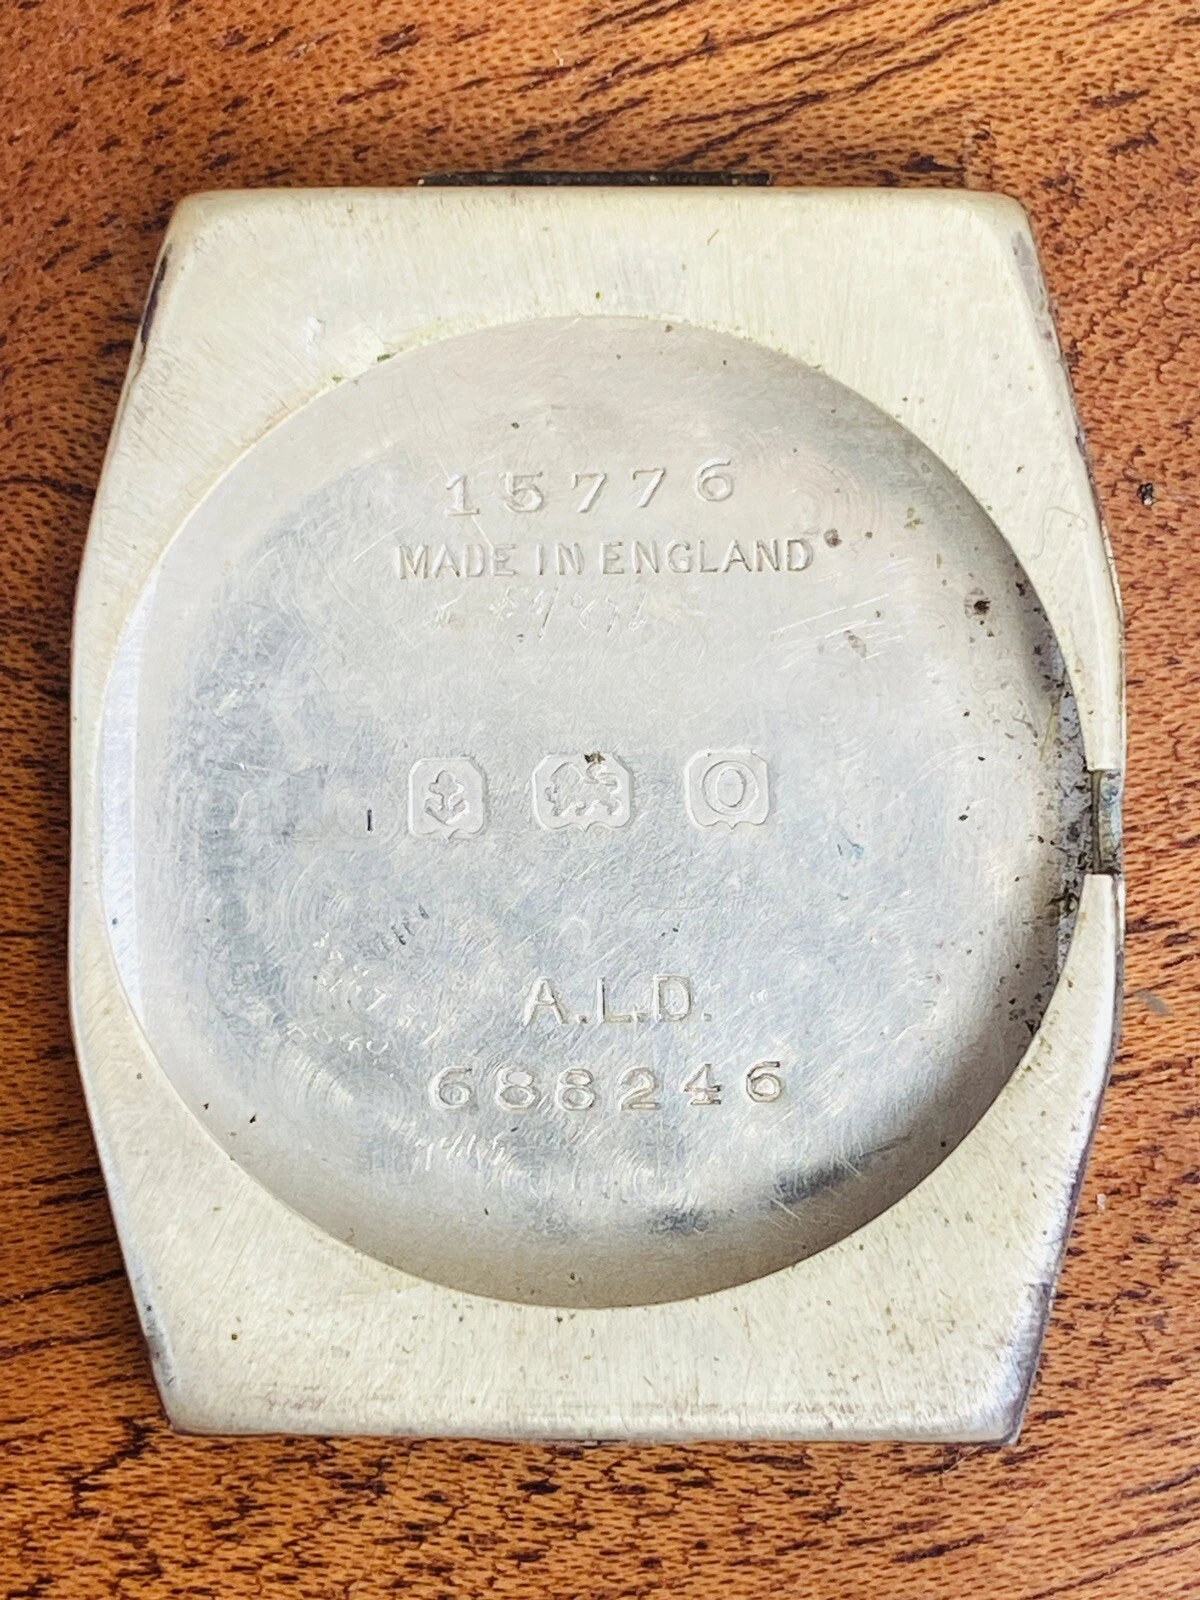 15776
MADE IN ENGLAND
O
A.L.D.
688246